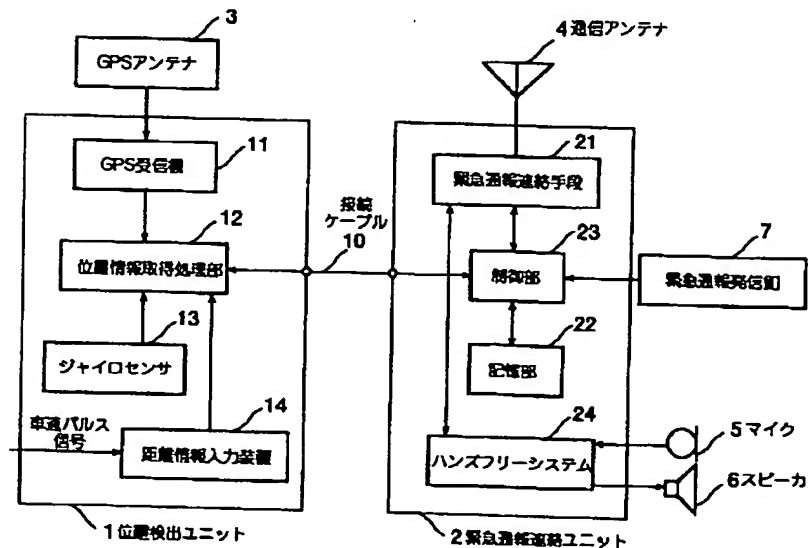 3
GPSアンテナ
4 通信アンテナ
11
GPS受信機
21
緊急通報連絡手段
12
位置情報取得処理部
接続
ケーブル
10
23
制御部
7
緊急通報発信釦
13
ジャイロセンサ
22
記憶部
14
車速パルス
信号
距離情報入力装置
24
ハンズフリーシステム
5 マイク
6 スピーカ
1 位置検出ユニット
2 緊急通報連絡ユニット